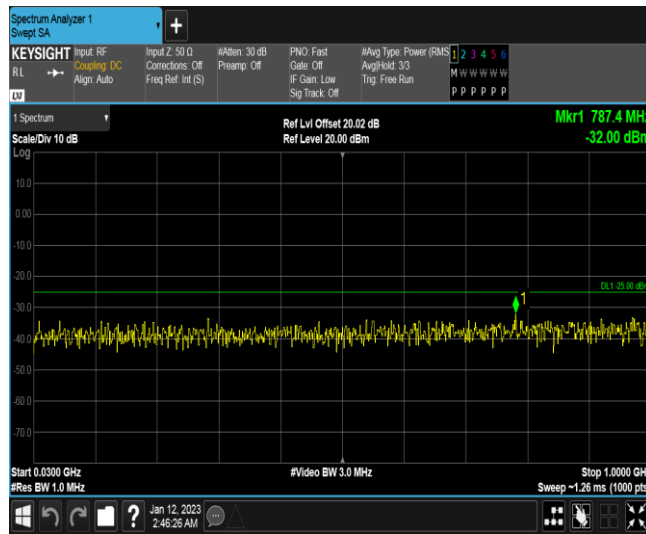 Spectrum Analyzer 1
Swept SA
+
KEYSIGHT
RL
LXI
Input: RF
Coupling: DC
Align: Auto
Input Z: 50 Ω
Corrections: Off
Freq Ref: Int (S)
#Atten: 30 dB
Preamp: Off
PNO: Fast
Gate: Off
IF Gain: Low
Sig Track: Off
#Avg Type: Power (RMS
Avg|Hold: 3/3
Trig: Free Run
1 2 3 4 5 6
M W W W W W
P P P P P P
1 Spectrum
Scale/Div 10 dB
Log
Ref Lvl Offset 20.02 dB
Ref Level 20.00 dBm
Mkr1 787.4 MHz
-32.00 dBm
10.0
0.00
-10.0
-20.0
DL1 -25.00 dBm
1
-30.0
-40.0
-50.0
-60.0
-70.0
Start 0.0300 GHz
#Res BW 1.0 MHz
#Video BW 3.0 MHz
Stop 1.0000 GH
Sweep ~1.26 ms (1000 pts
?
Jan 12, 2023
2:46:26 AM